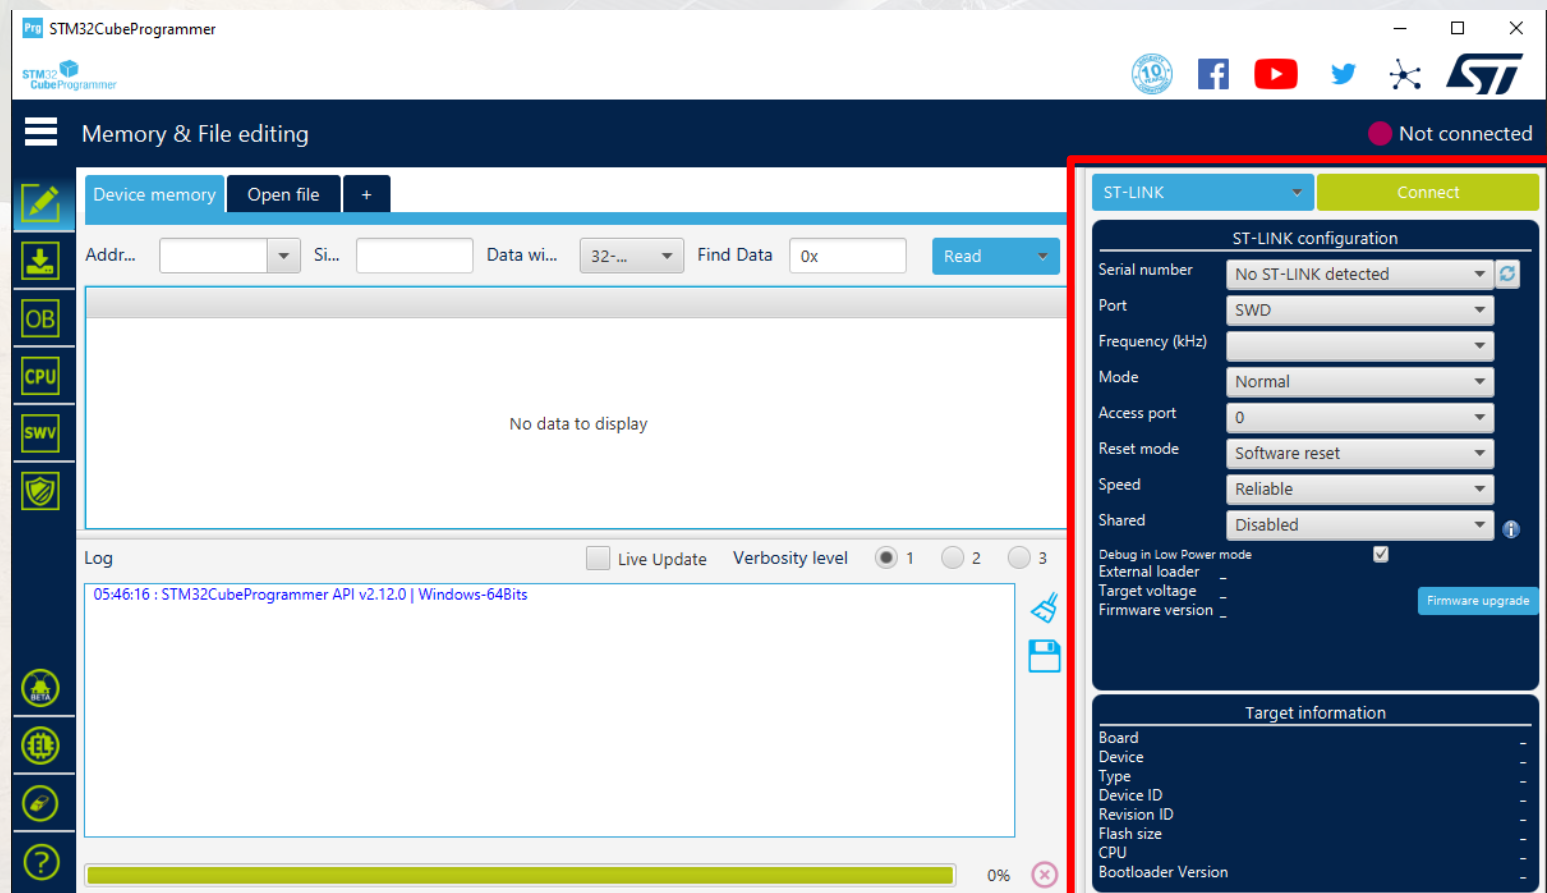 Prg STM32CubeProgrammer
STM32
CubeProgrammer
10
Memory & File editing
Not connected
Device memory
Open file
+
Addr...
Si...
Data wi...
32-...
Find Data
0x
Read
No data to display
Log
Live Update
Verbosity level
1
2
3
05:46:16 : STM32CubeProgrammer API v2.12.0 | Windows-64Bits
0%
OB
CPU
SWV
BETA
EL
?
ST-LINK
Connect
ST-LINK configuration
Serial number
No ST-LINK detected
Port
SWD
Frequency (kHz)
Mode
Normal
Access port
0
Reset mode
Software reset
Speed
Reliable
Shared
Disabled
Debug in Low Power mode
External loader _
Target voltage _
Firmware version _
Firmware upgrade
Target information
Board _
Device _
Type _
Device ID _
Revision ID _
Flash size _
CPU _
Bootloader Version _